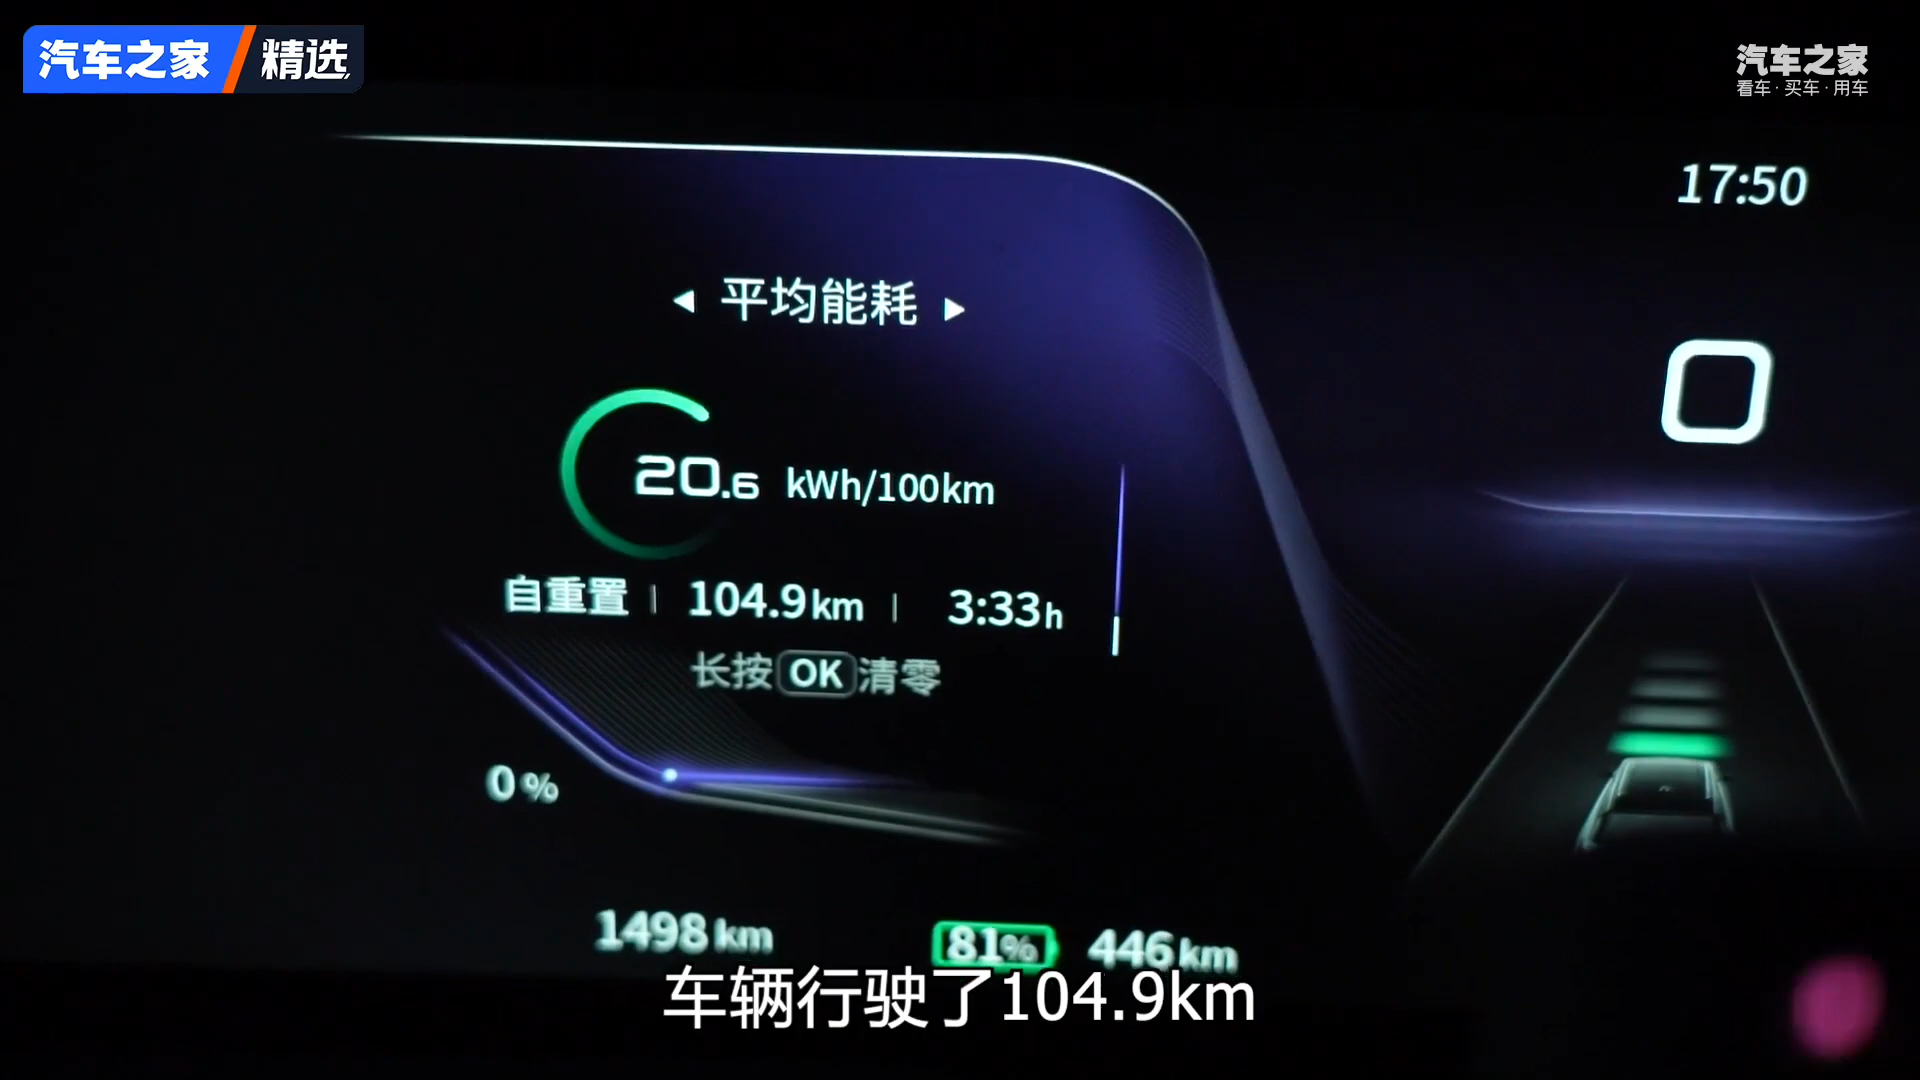 汽车之家 精选
汽车之家
看车·买车·用车
17:50
平均能耗
0
20.6 kWh/100km
自重置 | 104.9km | 3:33h
长按 OK 清零
0%
1498km 81% 446km
车辆行驶了104.9km